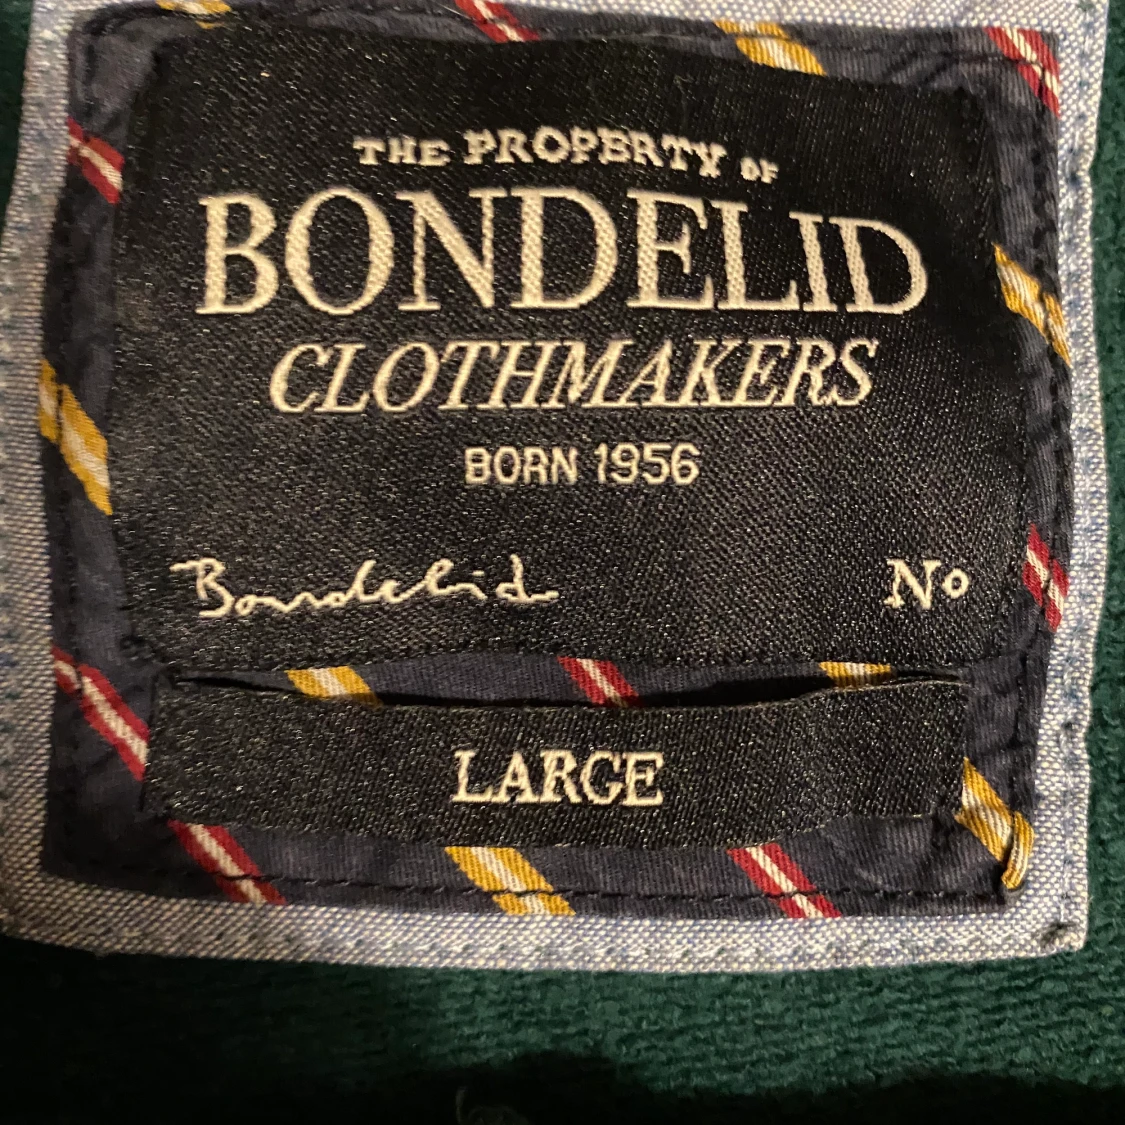 THE PROPERTY OF
BONDELID
CLOTHMAKERS
BORN 1956
Bondelid No
LARGE